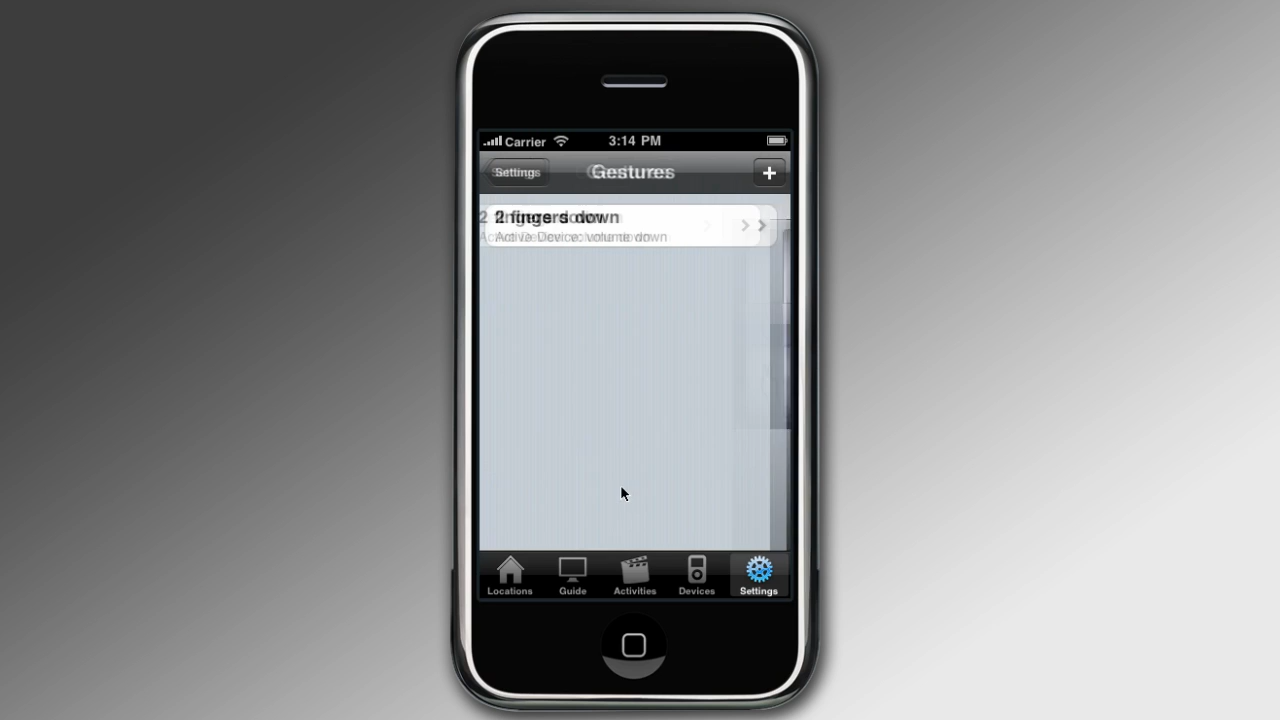 Carrier 3:14 PM
Settings Gestures +
2 fingers down
Active Device: volume down
Locations Guide Activities Devices Settings